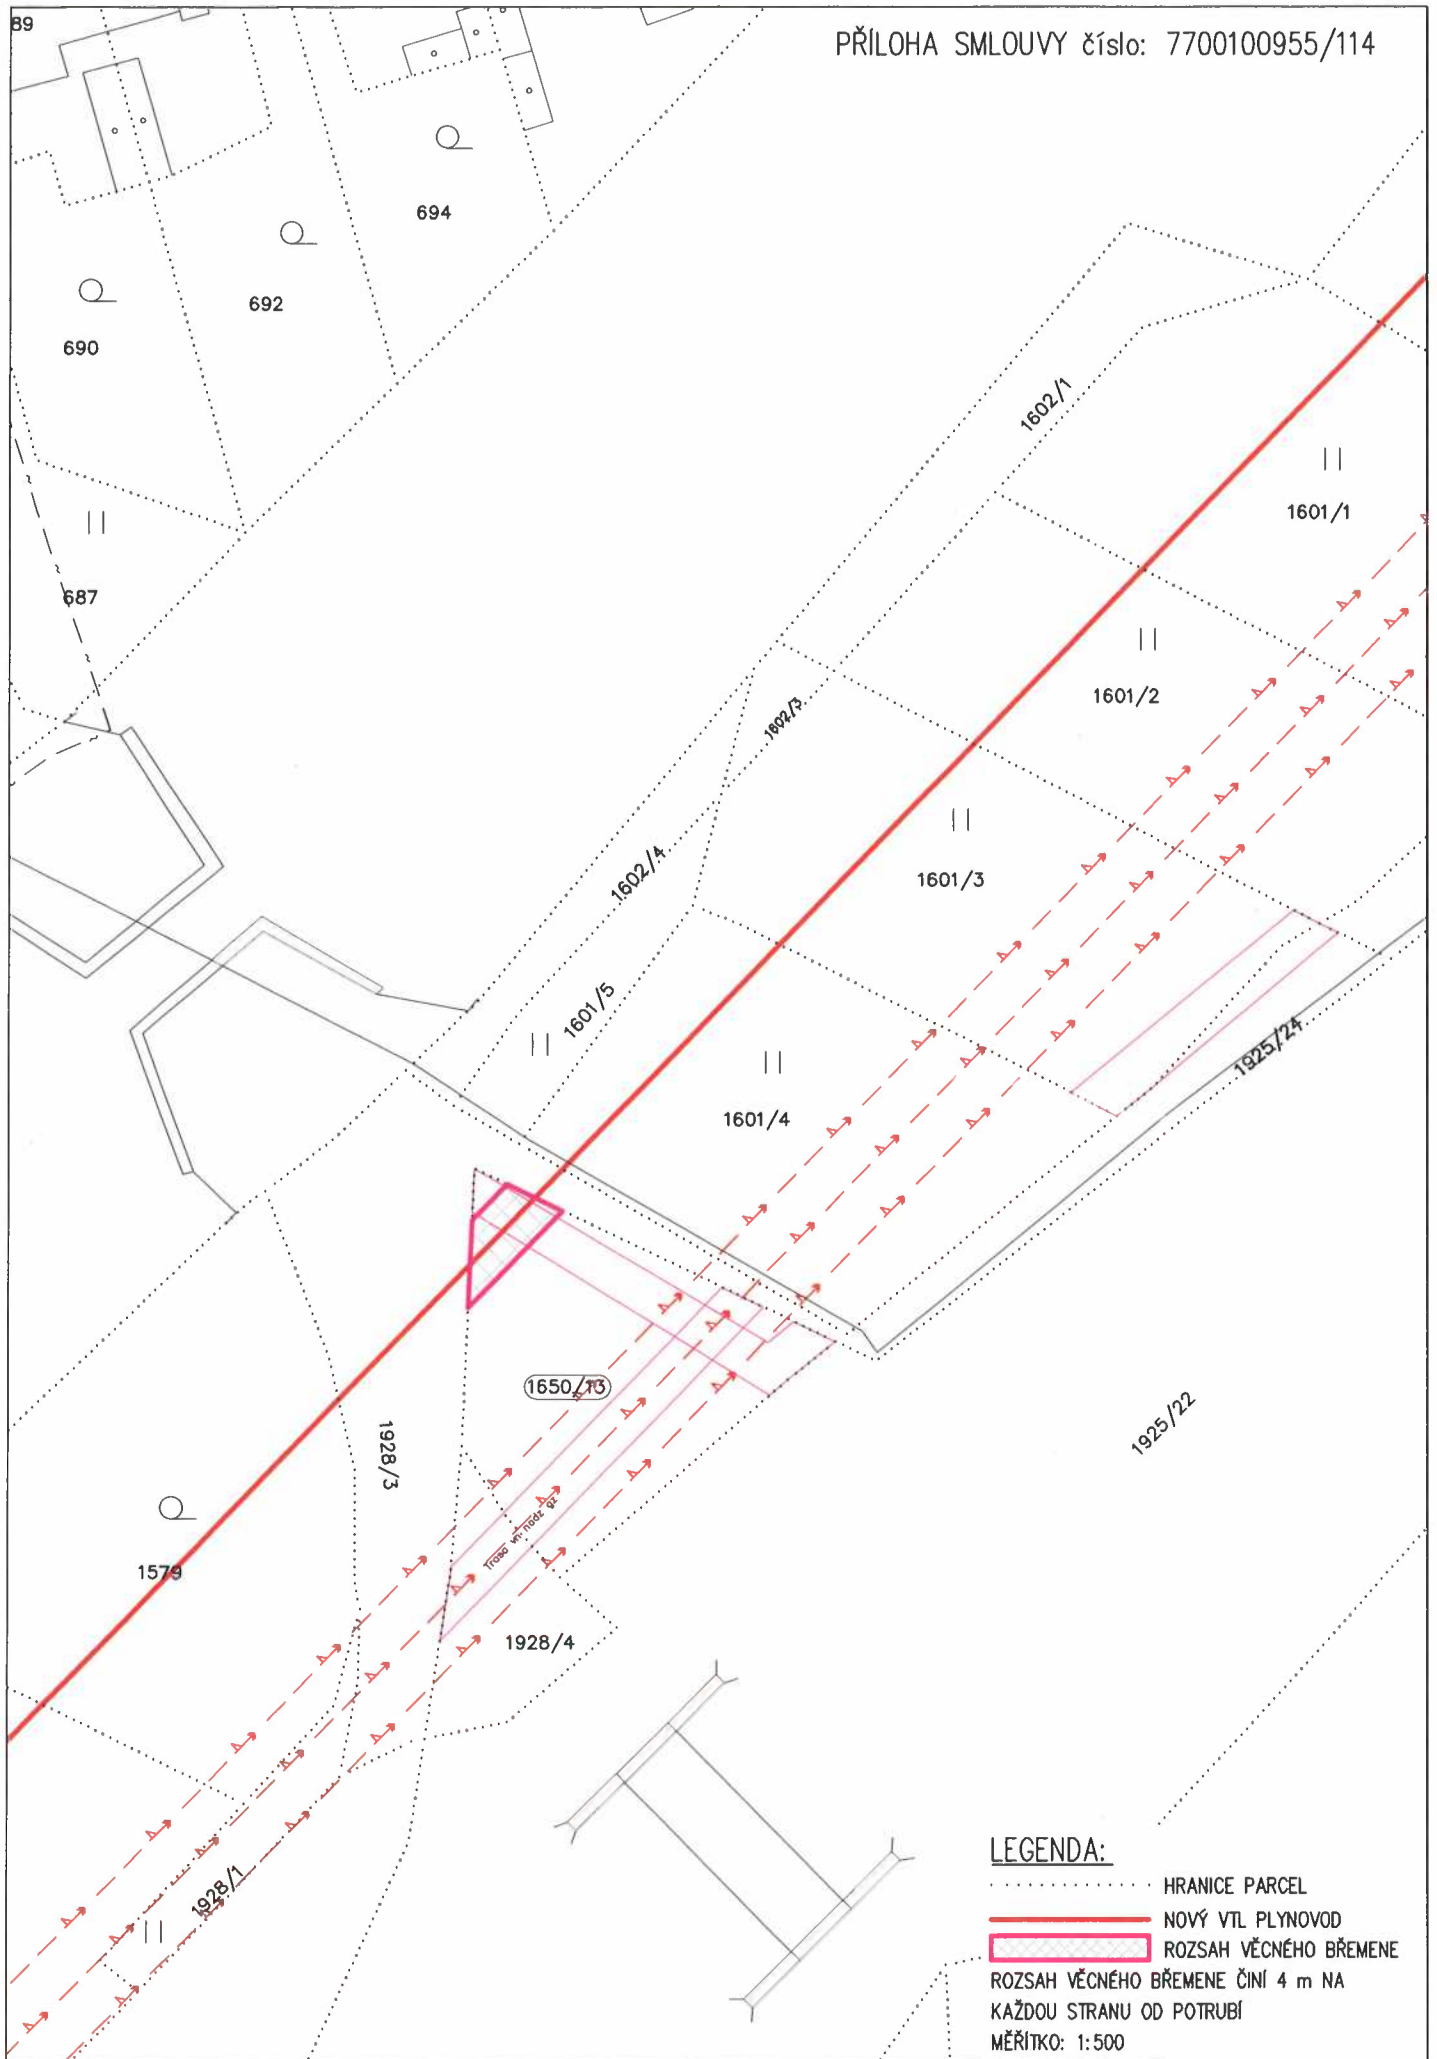 89
PŘÍLOHA SMLOUVY číslo: 7700100955/114
694
692
690
1602/1
1601/1
687
1601/2
1602/3
1602/4
1601/3
1601/5
1925/24
1601/4
1650/13
1925/22
1928/3
Trasa vn. nadz
1579
1928/4
1928/1
LEGENDA:
HRANICE PARCEL
NOVÝ VTL PLYNOVOD
ROZSAH VĚCNÉHO BŘEMENE
ROZSAH VĚCNÉHO BŘEMENE ČINÍ 4 m NA
KAŽDOU STRANU OD POTRUBÍ
MĚŘÍTKO: 1:500